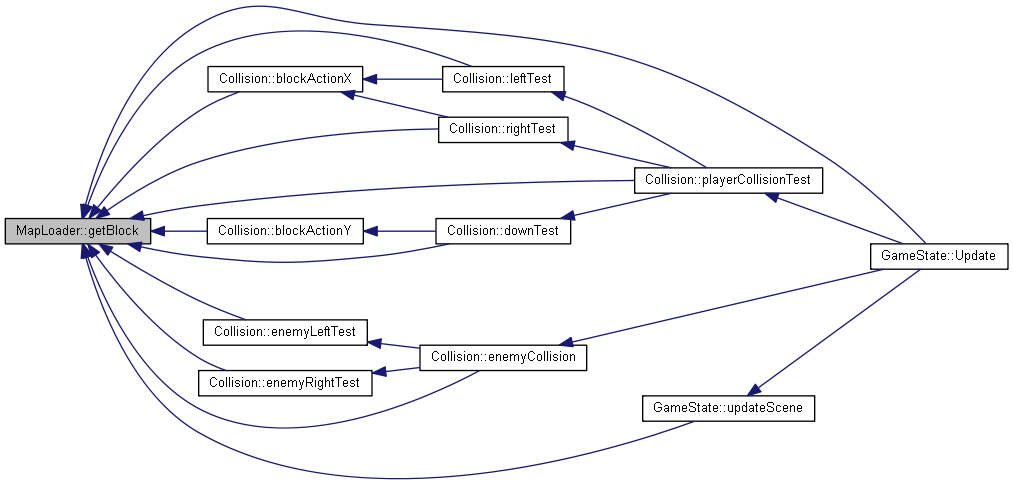 Collision::blockActionX
Collision::leftTest
Collision::rightTest
Collision::playerCollisionTest
MapLoader::getBlock
Collision::blockActionY
Collision::downTest
GameState::Update
Collision::enemyLeftTest
Collision::enemyCollision
Collision::enemyRightTest
GameState::updateScene